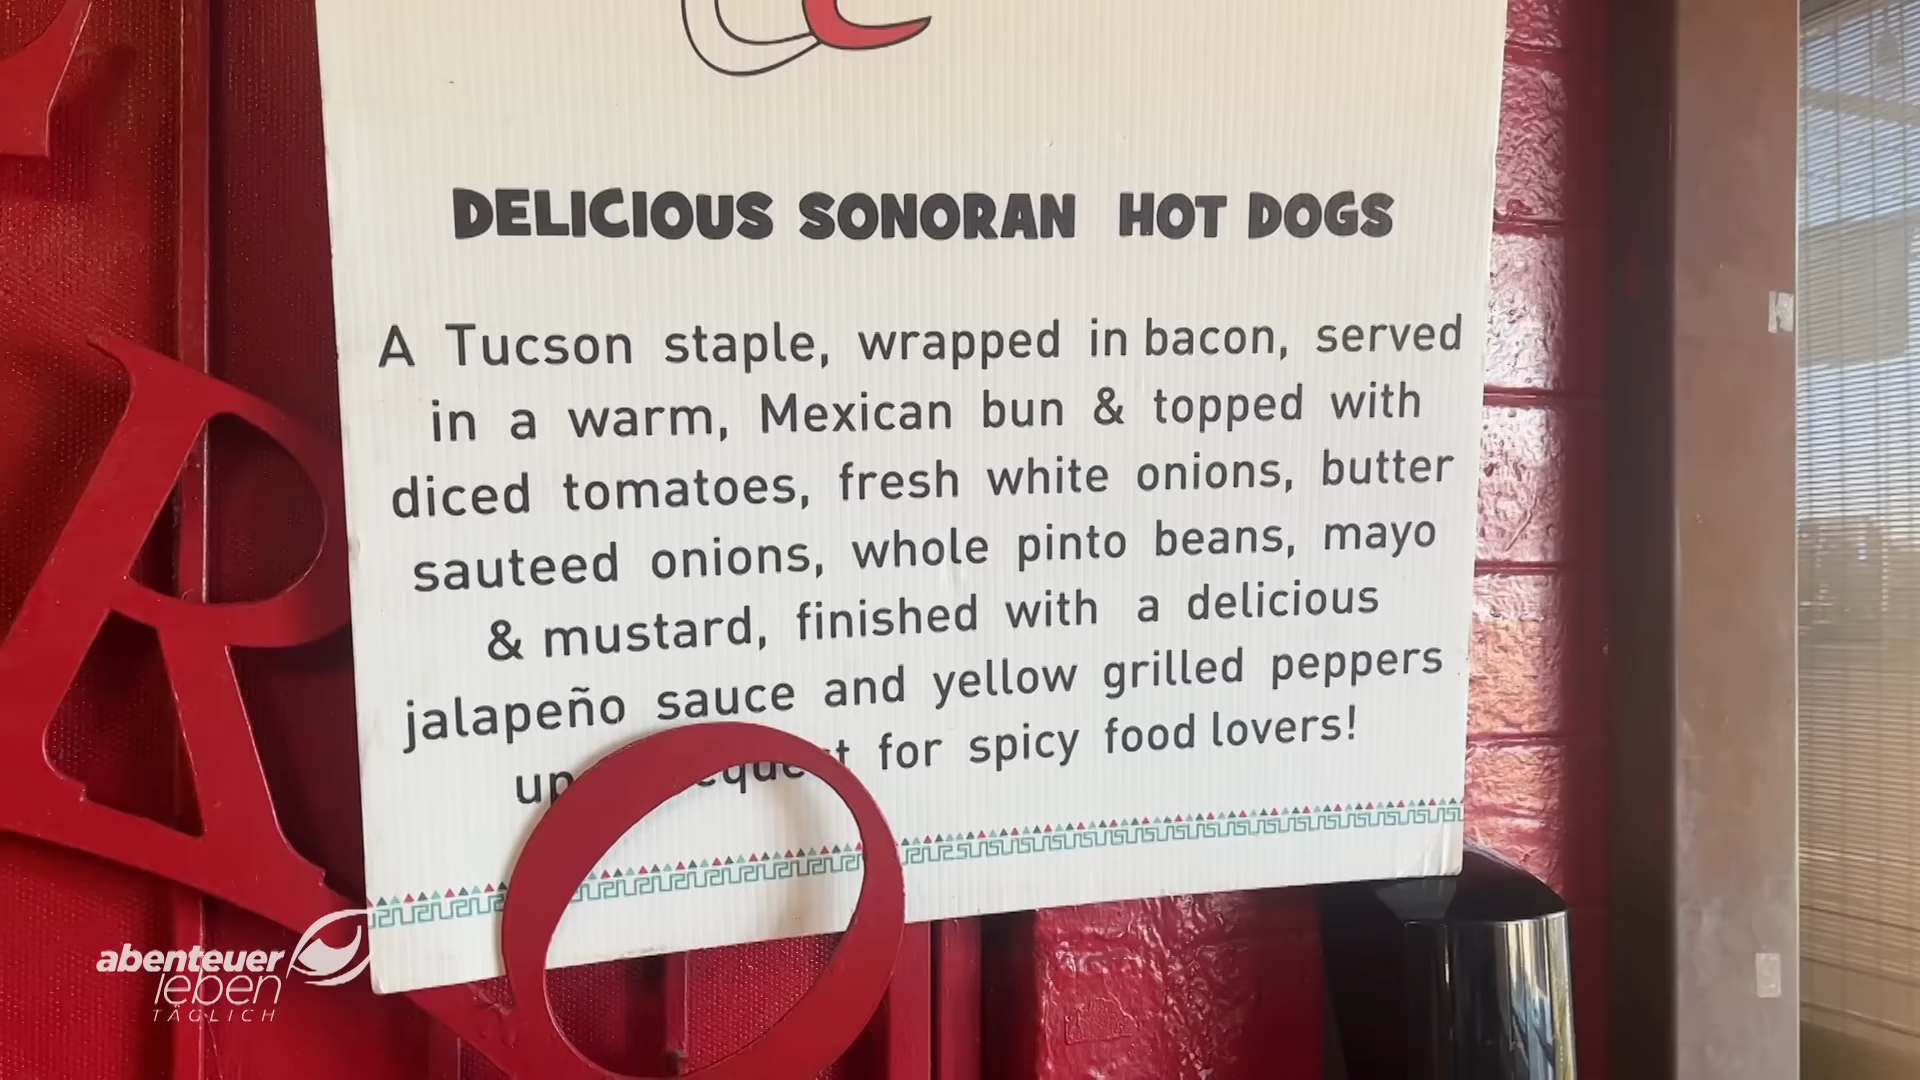 DELICIOUS SONORAN HOT DOGS
A Tucson staple, wrapped in bacon, served
in a warm, Mexican bun & topped with
diced tomatoes, fresh white onions, butter
sauteed onions, whole pinto beans, mayo
& mustard, finished with a delicious
jalapeño sauce and yellow grilled peppers
for spicy food lovers!
abenteuer
leben
TÄGLICH